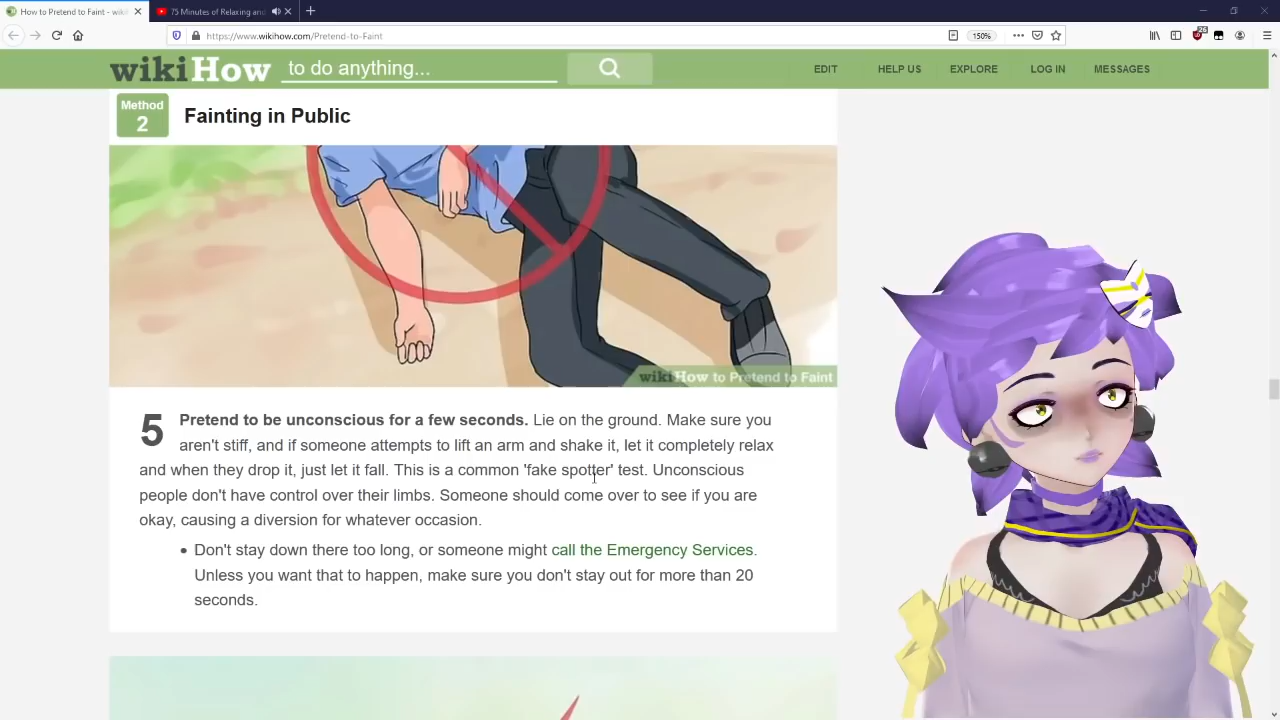 How to Pretend to Faint - wiki
75 Minutes of Relaxing and
https://www.wikihow.com/Pretend-to-Faint
150%
wikiHow
to do anything...
EDIT
HELP US
EXPLORE
LOG IN
MESSAGES
Method
2
Fainting in Public
wikiHow to Pretend to Faint
5
Pretend to be unconscious for a few seconds. Lie on the ground. Make sure you
aren't stiff, and if someone attempts to lift an arm and shake it, let it completely relax
and when they drop it, just let it fall. This is a common 'fake spotter' test. Unconscious
people don't have control over their limbs. Someone should come over to see if you are
okay, causing a diversion for whatever occasion.
Don't stay down there too long, or someone might call the Emergency Services.
Unless you want that to happen, make sure you don't stay out for more than 20
seconds.